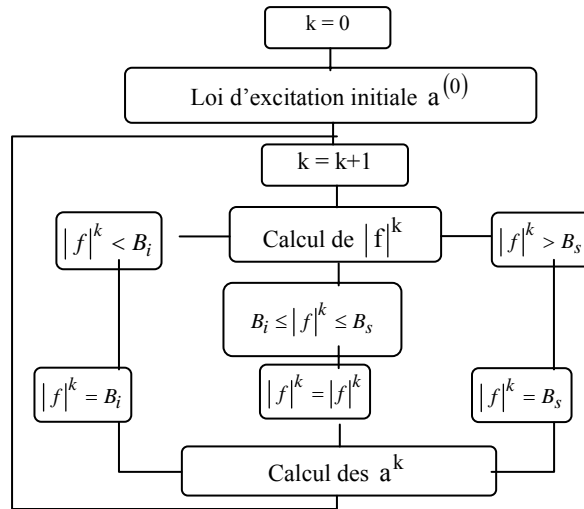 k = 0
Loi d'excitation initiale a^(0)
k = k+1
|f|^k < B_i
Calcul de |f|^k
|f|^k > B_s
B_i ≤ |f|^k ≤ B_s
|f|^k = B_i
|f|^k = |f|^k
|f|^k = B_s
Calcul des a^k